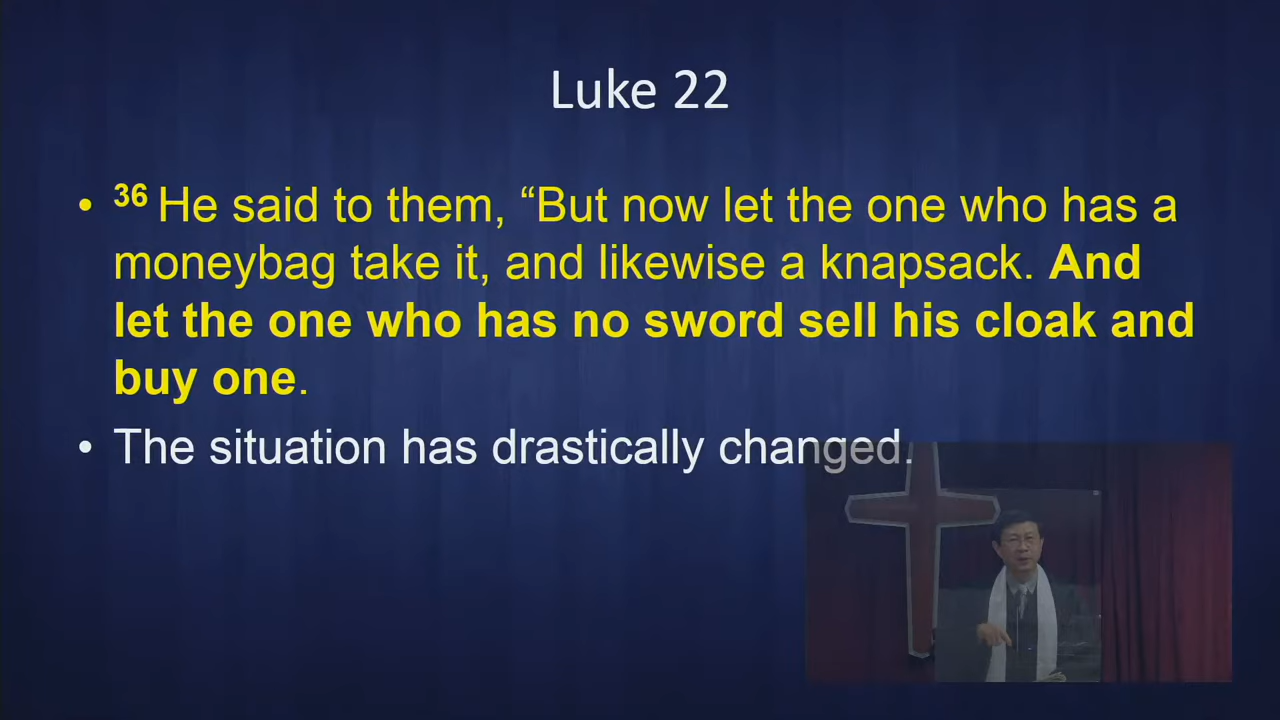 Luke 22
• 36 He said to them, “But now let the one who has a
moneybag take it, and likewise a knapsack. And
let the one who has no sword sell his cloak and
buy one.
• The situation has drastically changed.